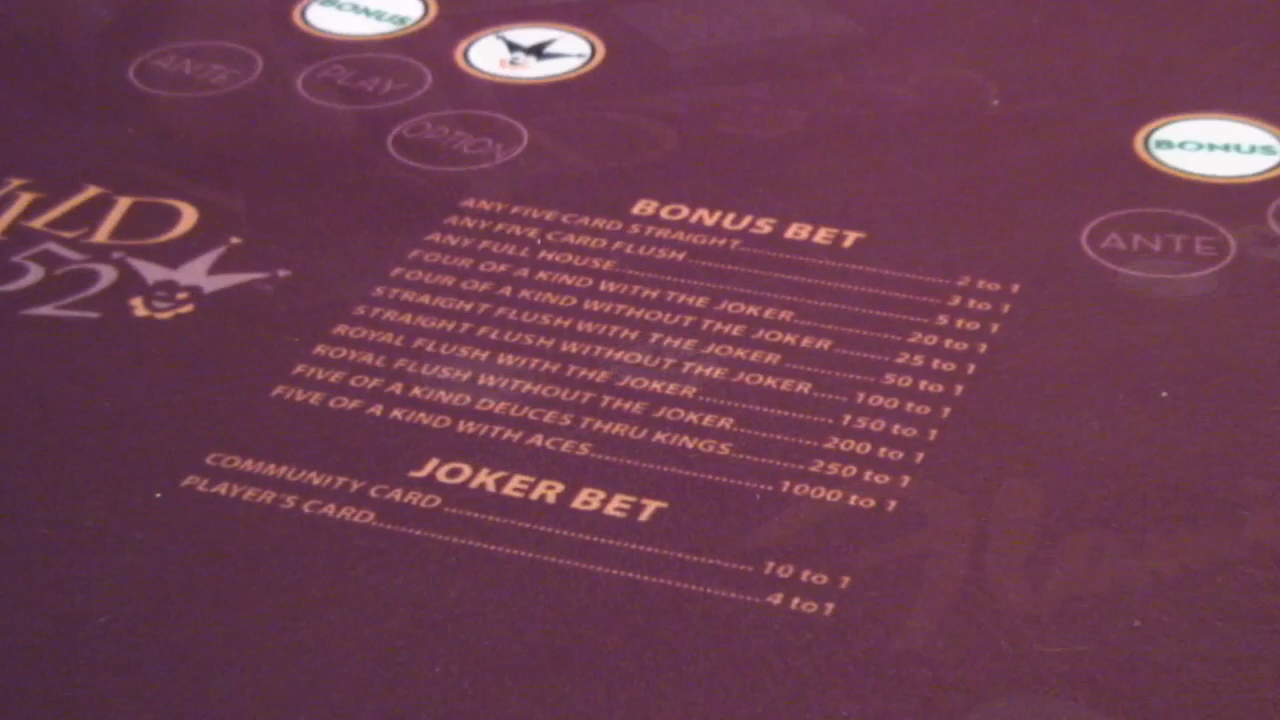 BONUS
ANTE
PLAY
OPTION
BONUS
ANTE
WILD
52
BONUS BET
ANY FIVE CARD STRAIGHT 2 to 1
ANY FIVE CARD FLUSH 3 to 1
ANY FULL HOUSE 5 to 1
FOUR OF A KIND WITH THE JOKER 20 to 1
FOUR OF A KIND WITHOUT THE JOKER 25 to 1
STRAIGHT FLUSH WITH THE JOKER 50 to 1
STRAIGHT FLUSH WITHOUT THE JOKER 100 to 1
ROYAL FLUSH WITH THE JOKER 150 to 1
ROYAL FLUSH WITHOUT THE JOKER 200 to 1
FIVE OF A KIND DEUCES THRU KINGS 250 to 1
FIVE OF A KIND WITH ACES 1000 to 1
JOKER BET
COMMUNITY CARD 10 to 1
PLAYER'S CARD 4 to 1